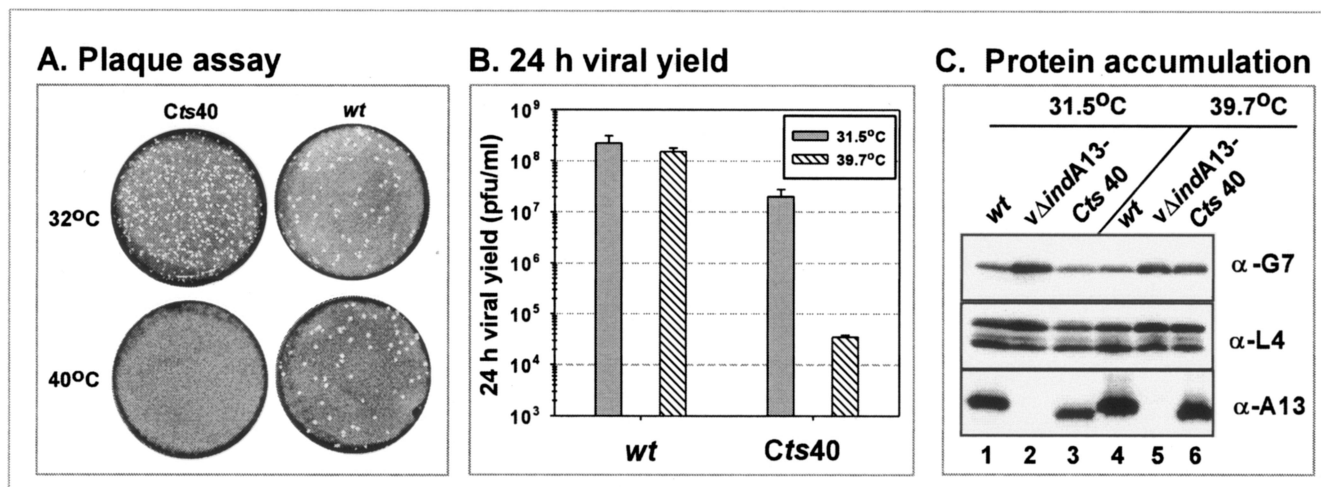 A. Plaque assay
Cts40 wt
32°C
40°C
B. 24 h viral yield
24 h viral yield (pfu/ml)
10⁹
10⁸
10⁷
10⁶
10⁵
10⁴
10³
31.5°C
39.7°C
wt Cts40
C. Protein accumulation
31.5°C 39.7°C
wt
vΔindA13-
Cts 40
wt
vΔindA13-
Cts 40
α-G7
α-L4
α-A13
1 2 3 4 5 6